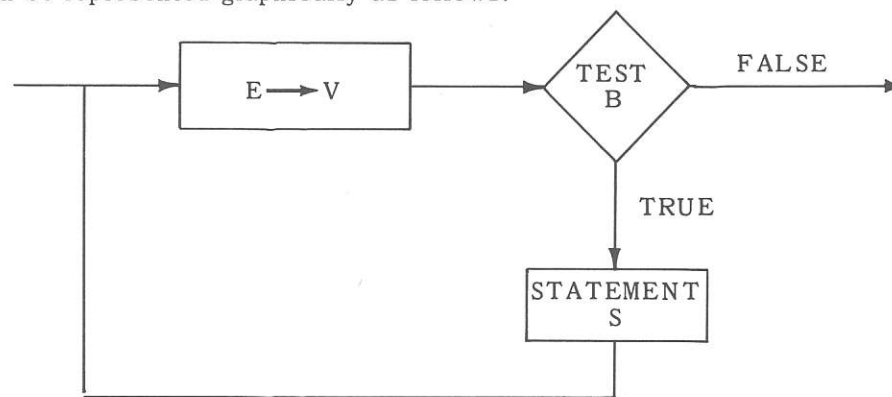 be represented graphically as follows:
E → V
TEST
B
FALSE
TRUE
STATEMENT
S